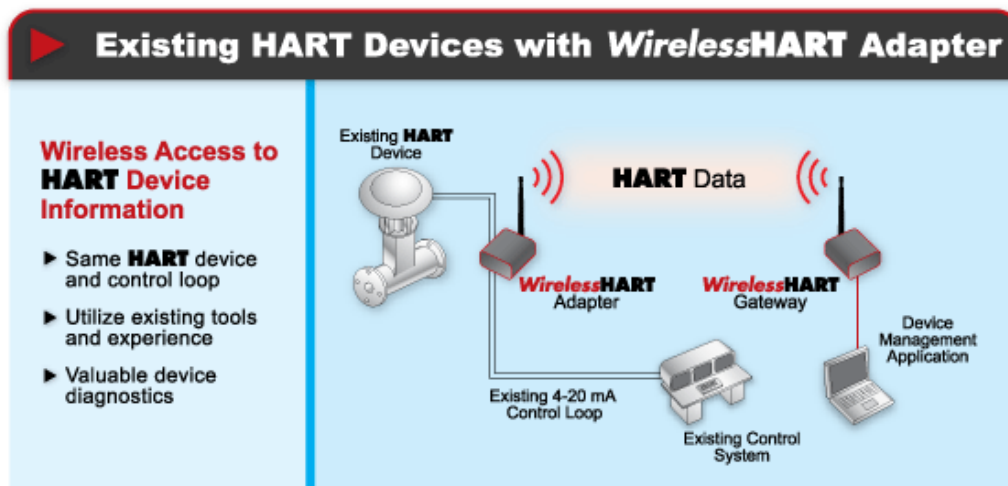 Existing HART Devices with WirelessHART Adapter
Wireless Access to
HART Device
Information
Same HART device
and control loop
Utilize existing tools
and experience
Valuable device
diagnostics
Existing HART
Device
HART Data
WirelessHART
Adapter
WirelessHART
Gateway
Device
Management
Application
Existing 4-20 mA
Control Loop
Existing Control
System